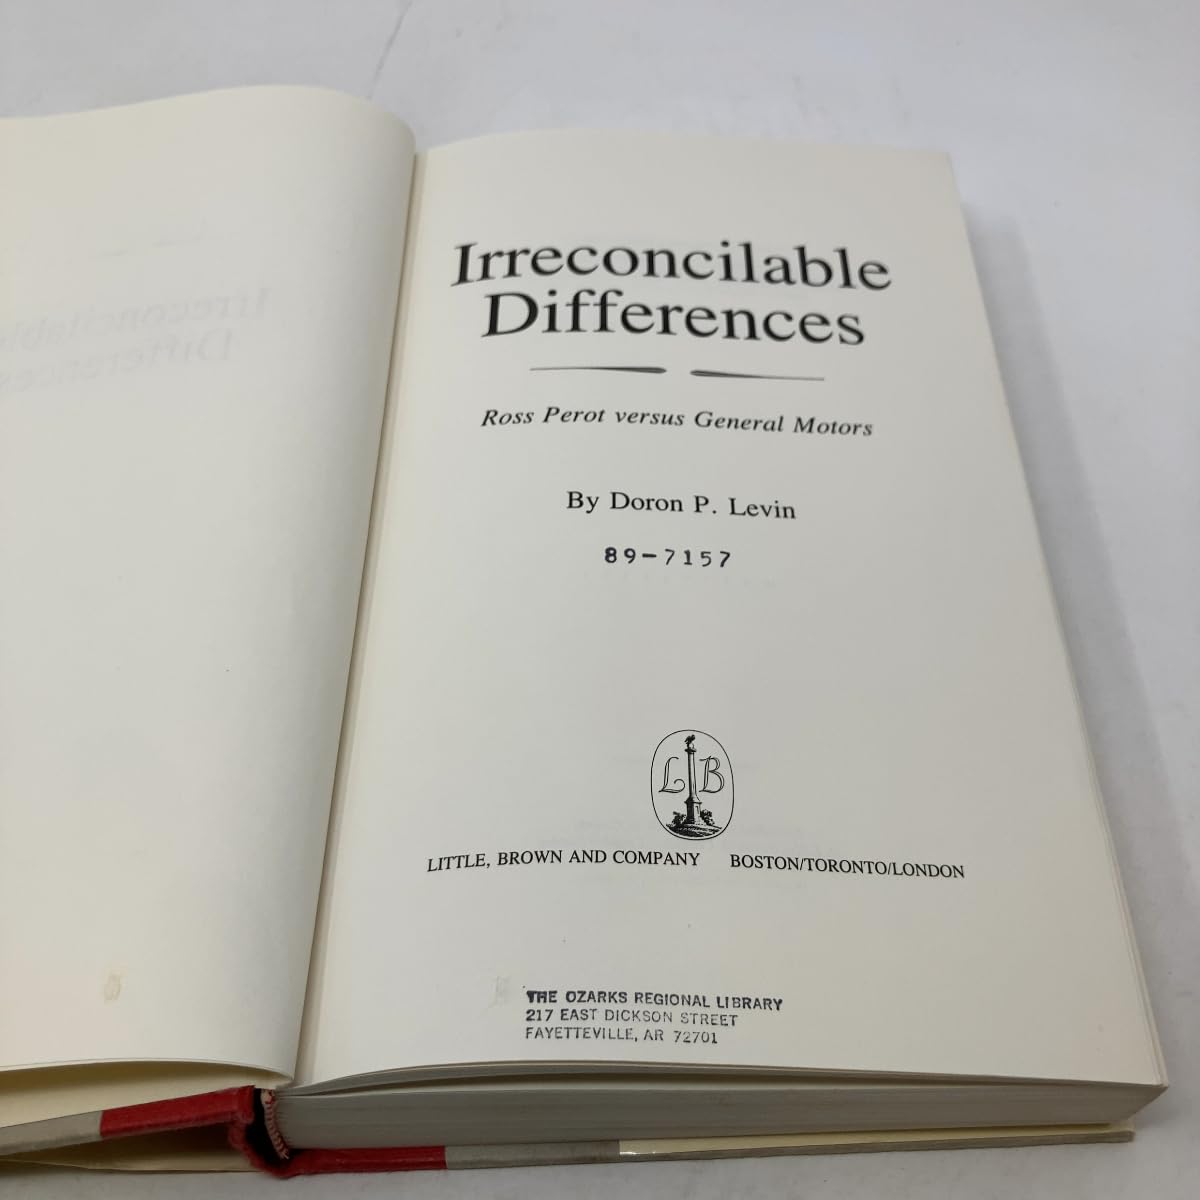 Irreconcilable
Differences
Ross Perot versus General Motors
By Doron P. Levin
89-7157
L B
LITTLE, BROWN AND COMPANY BOSTON/TORONTO/LONDON
THE OZARKS REGIONAL LIBRARY
217 EAST DICKSON STREET
FAYETTEVILLE, AR 72701